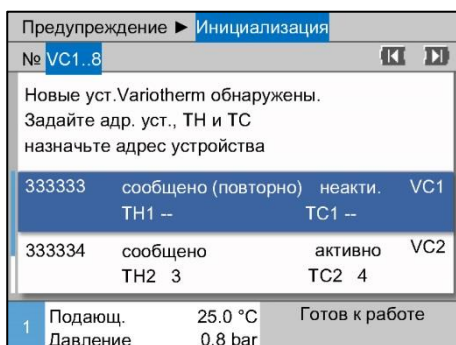 Предупреждение ► Инициализация
№ VC1..8
Новые уст.Variotherm обнаружены.
Задайте адр. уст., TH и TC
назначьте адрес устройства
333333 сообщено (повторно) неакти. VC1
TH1 -- TC1 --
333334 сообщено активно VC2
TH2 3 TC2 4
1 Подающ. 25.0 °C Готов к работе
Давление 0.8 bar